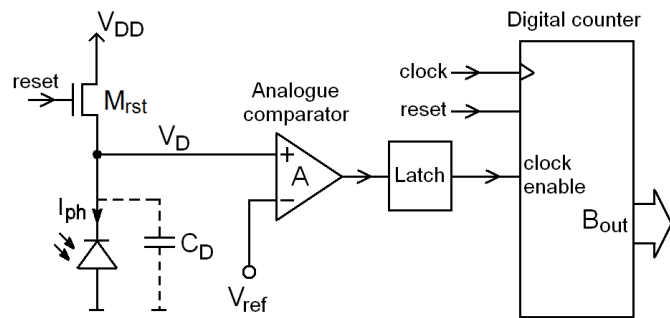 Digital counter
VDD
reset
Mrst
Analogue
comparator
clock
reset
VD
+
A
−
Latch
clock
enable
Iph
CD
Bout
Vref